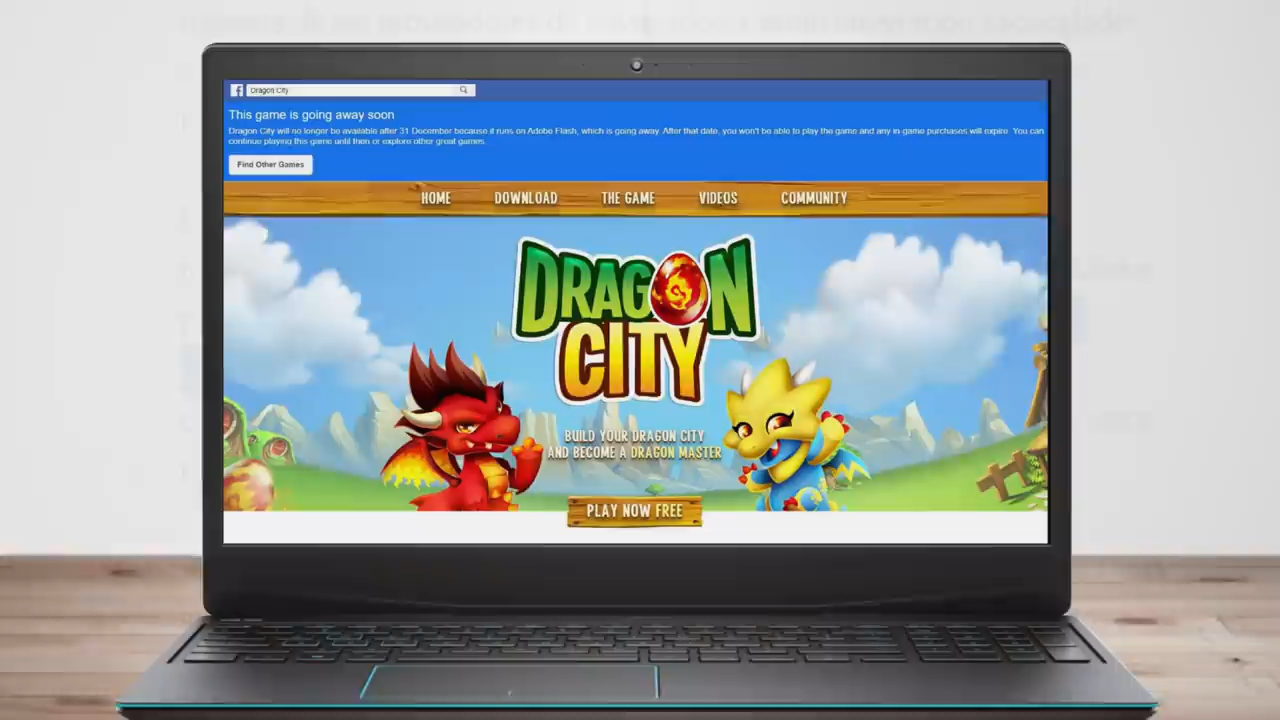 Dragon City
This game is going away soon
Dragon City will no longer be available after 31 December because it runs on Adobe Flash, which is going away. After that date, you won't be able to play the game and any in-game purchases will expire. You can
continue playing this game until then or explore other great games.
Find Other Games
HOME DOWNLOAD THE GAME VIDEOS COMMUNITY
DRAGON
CITY
BUILD YOUR DRAGON CITY
AND BECOME A DRAGON MASTER
PLAY NOW FREE